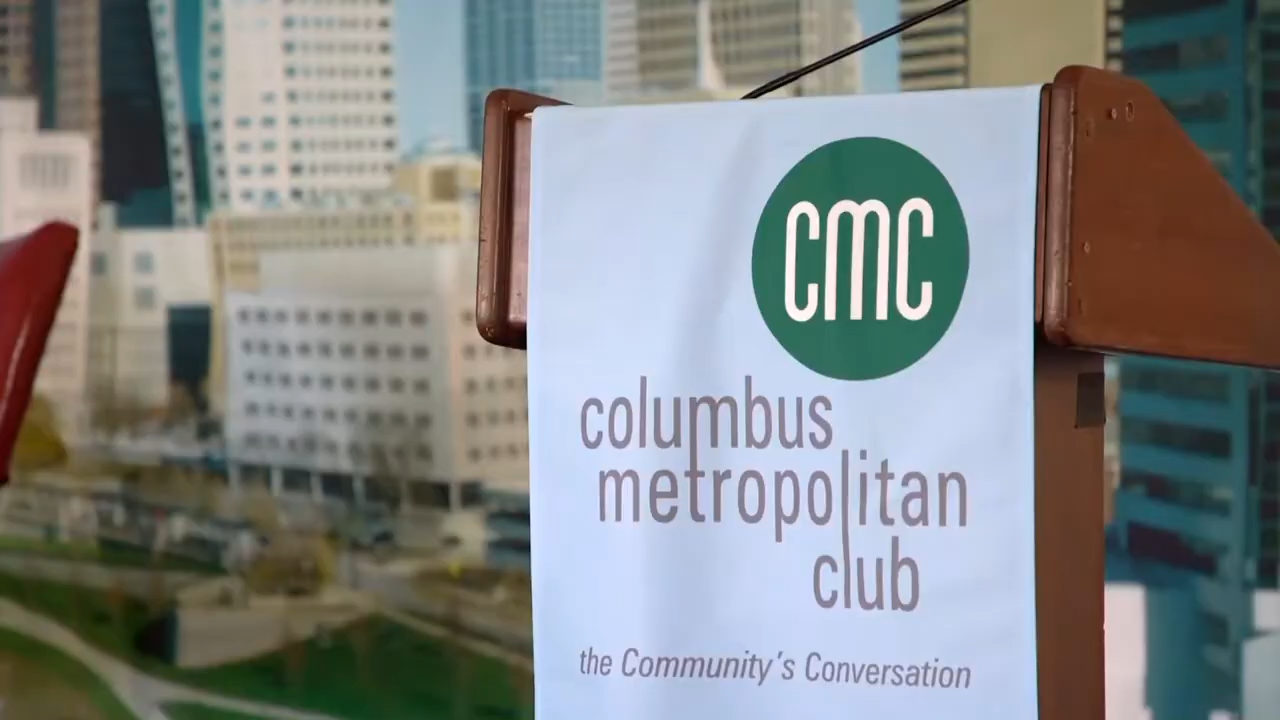 CMC
columbus
metropolitan
club
the Community's Conversation